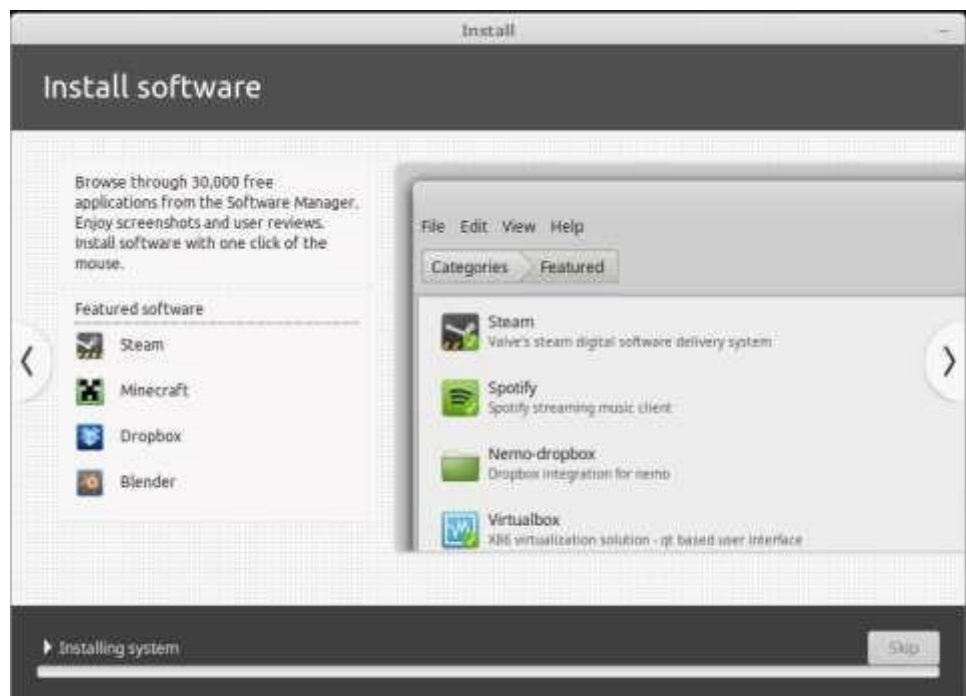 Install
Install software
Browse through 30,000 free
applications from the Software Manager.
Enjoy screenshots and user reviews.
Install software with one click of the
mouse.
Featured software
Steam
Minecraft
Dropbox
Blender
File Edit View Help
Categories Featured
Steam
Valve's steam digital software delivery system
Spotify
Spotify streaming music client
Nemo-dropbox
Dropbox integration for nemo
Virtualbox
X86 virtualization solution - qt based user interface
Installing system
Skip